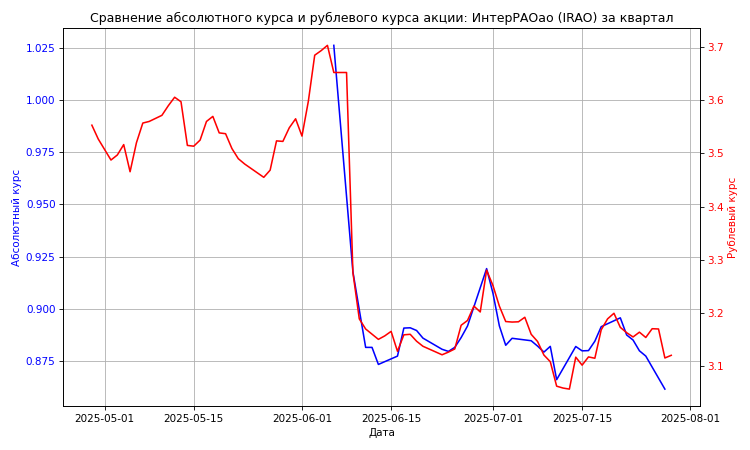 Сравнение абсолютного курса и рублевого курса акции: ИнтерРАОао (IRAO) за квартал
1.025
1.000
0.975
0.950
0.925
0.900
0.875
Абсолютный курс
3.7
3.6
3.5
3.4
3.3
3.2
3.1
Рублевый курс
2025-05-01 2025-05-15 2025-06-01 2025-06-15 2025-07-01 2025-07-15 2025-08-01
Дата